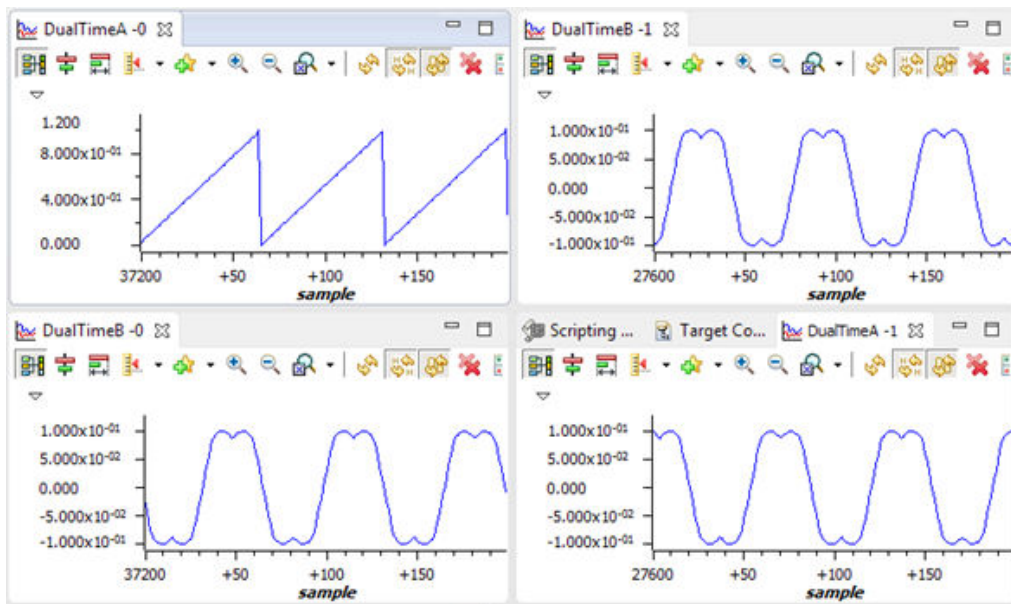 DualTimeA -0
1.200
8.000x10-01
4.000x10-01
0.000
37200 +50 +100 +150
sample
DualTimeB -1
1.000x10-01
5.000x10-02
0.000
-5.000x10-02
-1.000x10-01
27600 +50 +100 +150
sample
DualTimeB -0
1.000x10-01
5.000x10-02
0.000
-5.000x10-02
-1.000x10-01
37200 +50 +100 +150
sample
Scripting ... Target Co... DualTimeA -1
1.000x10-01
5.000x10-02
0.000
-5.000x10-02
-1.000x10-01
27600 +50 +100 +150
sample